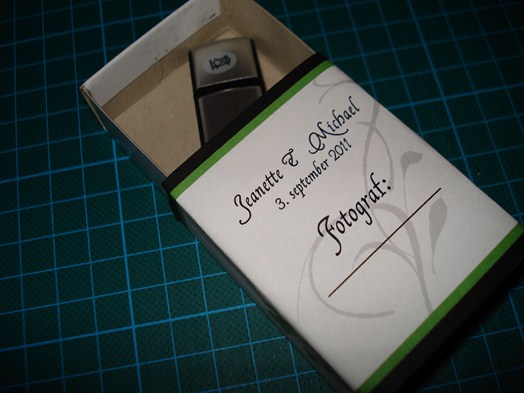 Jeanette & Michael
3. september 2011
Fotograf: